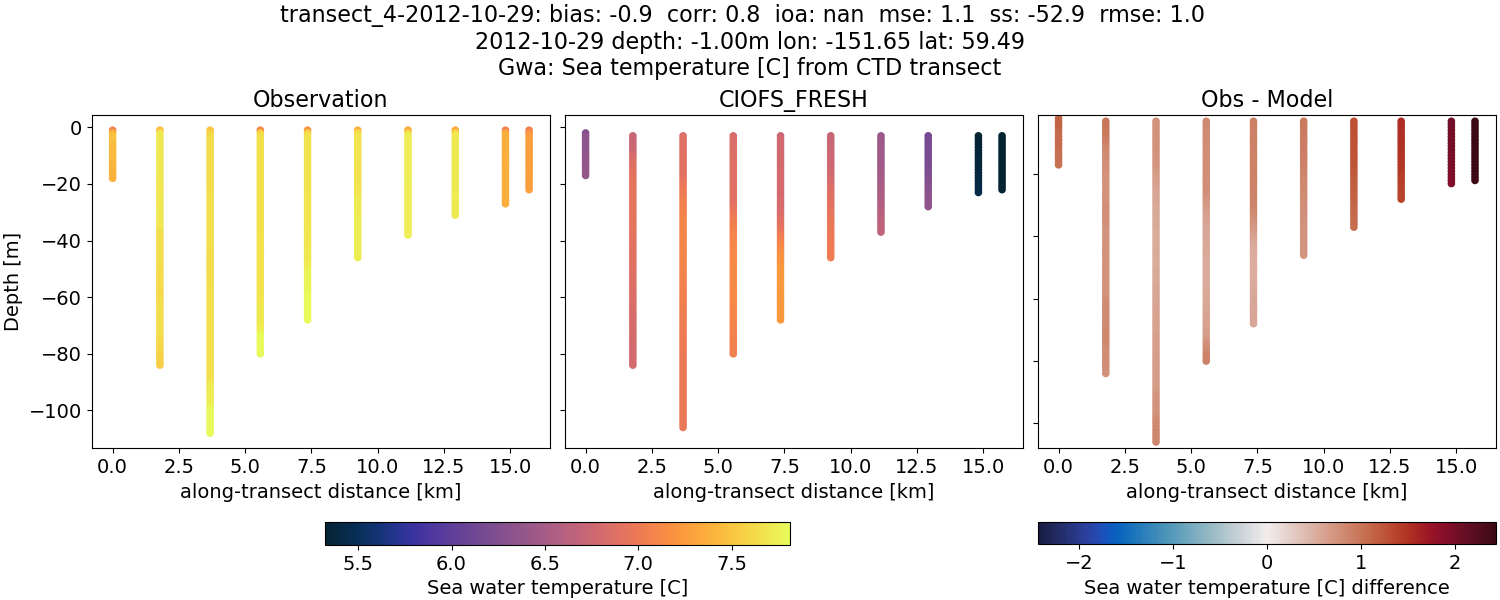 transect_4-2012-10-29: bias: -0.9  corr: 0.8  ioa: nan  mse: 1.1  ss: -52.9  rmse: 1.0
2012-10-29 depth: -1.00m lon: -151.65 lat: 59.49
Gwa: Sea temperature [C] from CTD transect
Observation
CIOFS_FRESH
Obs - Model
Depth [m]
0
−20
−40
−60
−80
−100
0.0 2.5 5.0 7.5 10.0 12.5 15.0
along-transect distance [km]
0.0 2.5 5.0 7.5 10.0 12.5 15.0
along-transect distance [km]
0.0 2.5 5.0 7.5 10.0 12.5 15.0
along-transect distance [km]
5.5 6.0 6.5 7.0 7.5
Sea water temperature [C]
−2 −1 0 1 2
Sea water temperature [C] difference